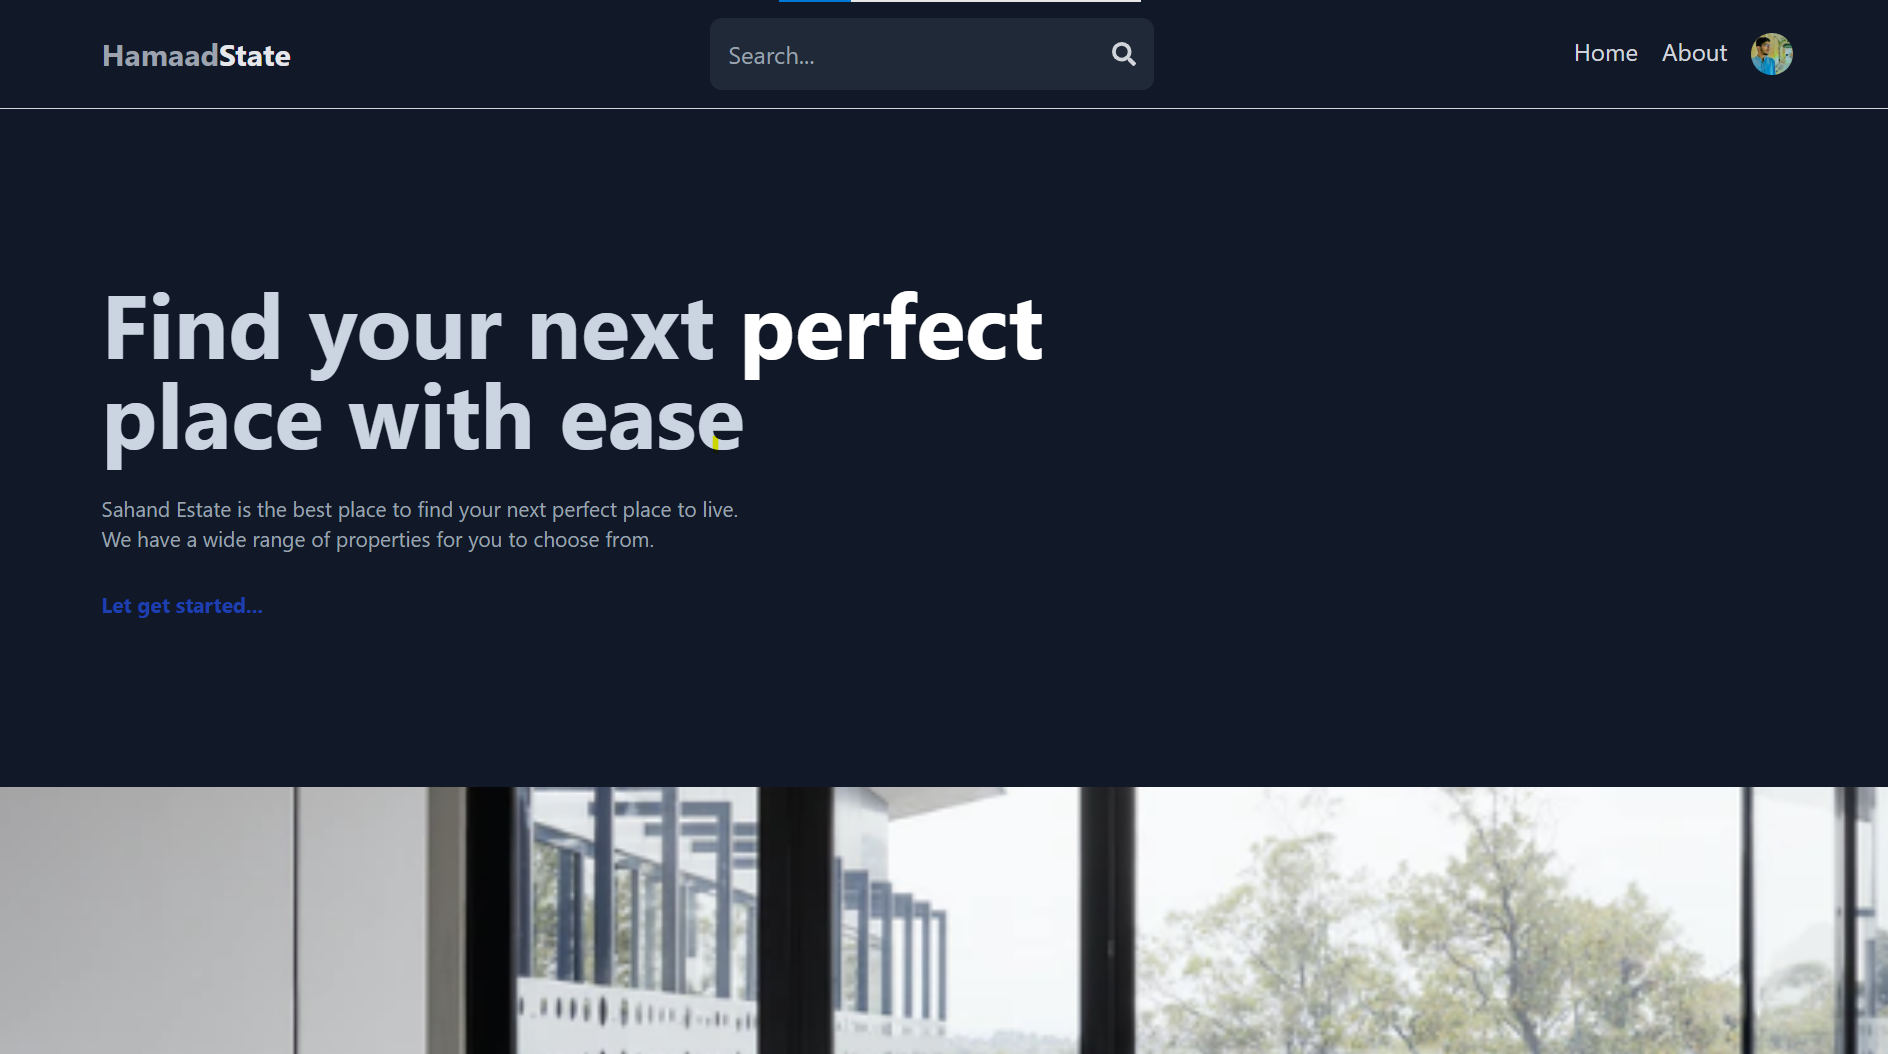 HamaadState
Search...
Home
About
Find your next perfect
place with ease
Sahand Estate is the best place to find your next perfect place to live.
We have a wide range of properties for you to choose from.
Let get started...